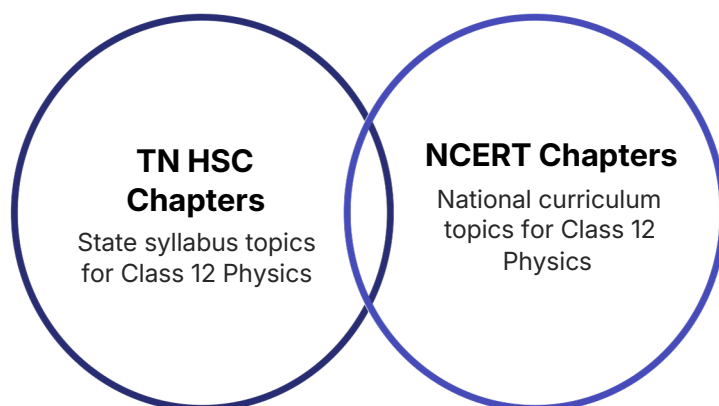 TN HSC
Chapters
State syllabus topics
for Class 12 Physics
NCERT Chapters
National curriculum
topics for Class 12
Physics